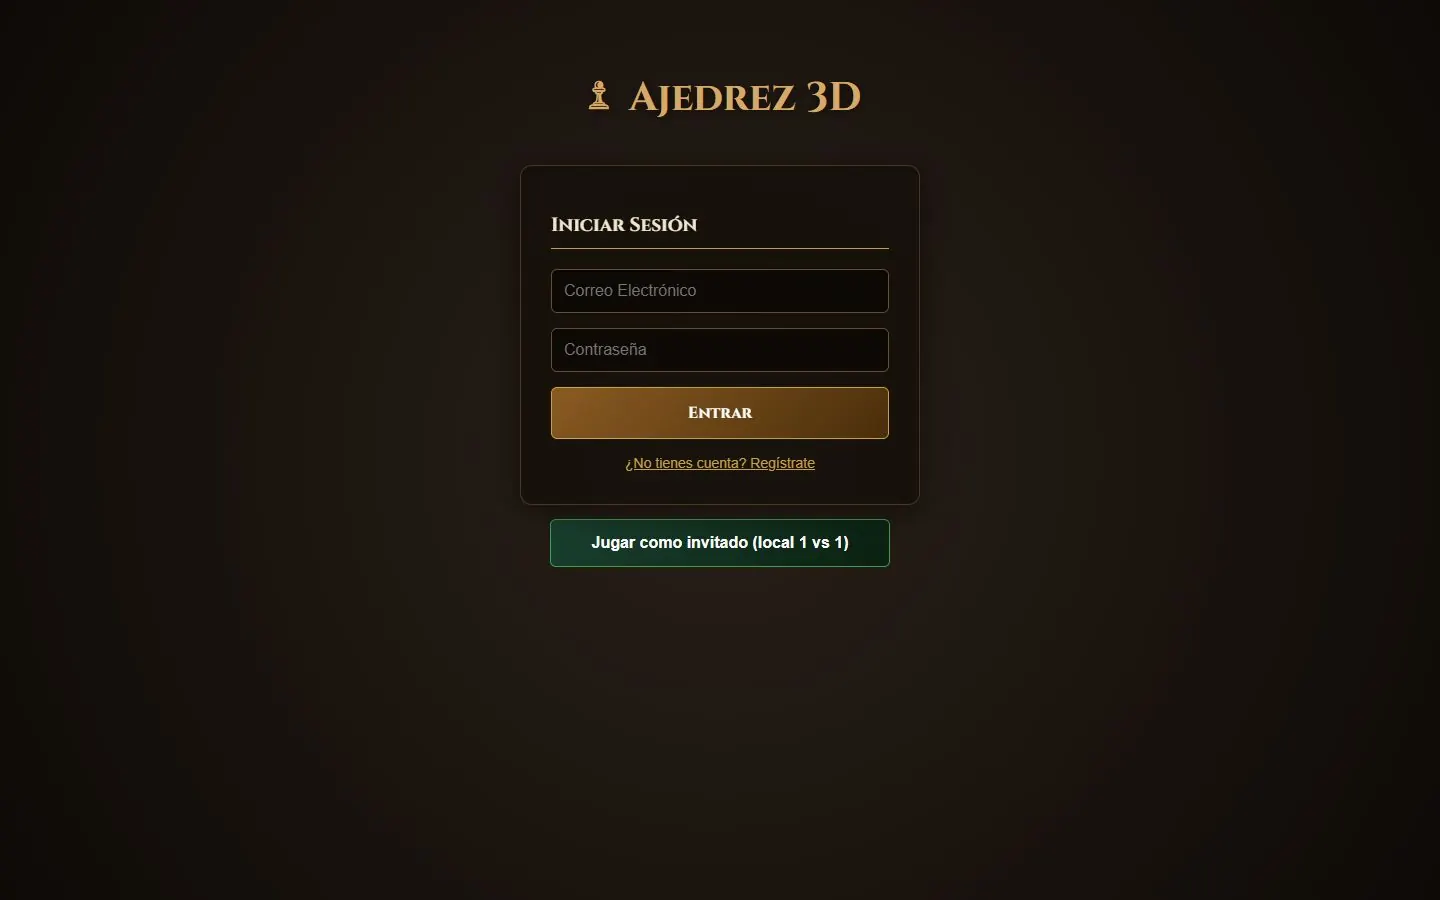 ♟ Ajedrez 3D
Iniciar Sesión
Correo Electrónico
Contraseña
Entrar
¿No tienes cuenta? Regístrate
Jugar como invitado (local 1 vs 1)